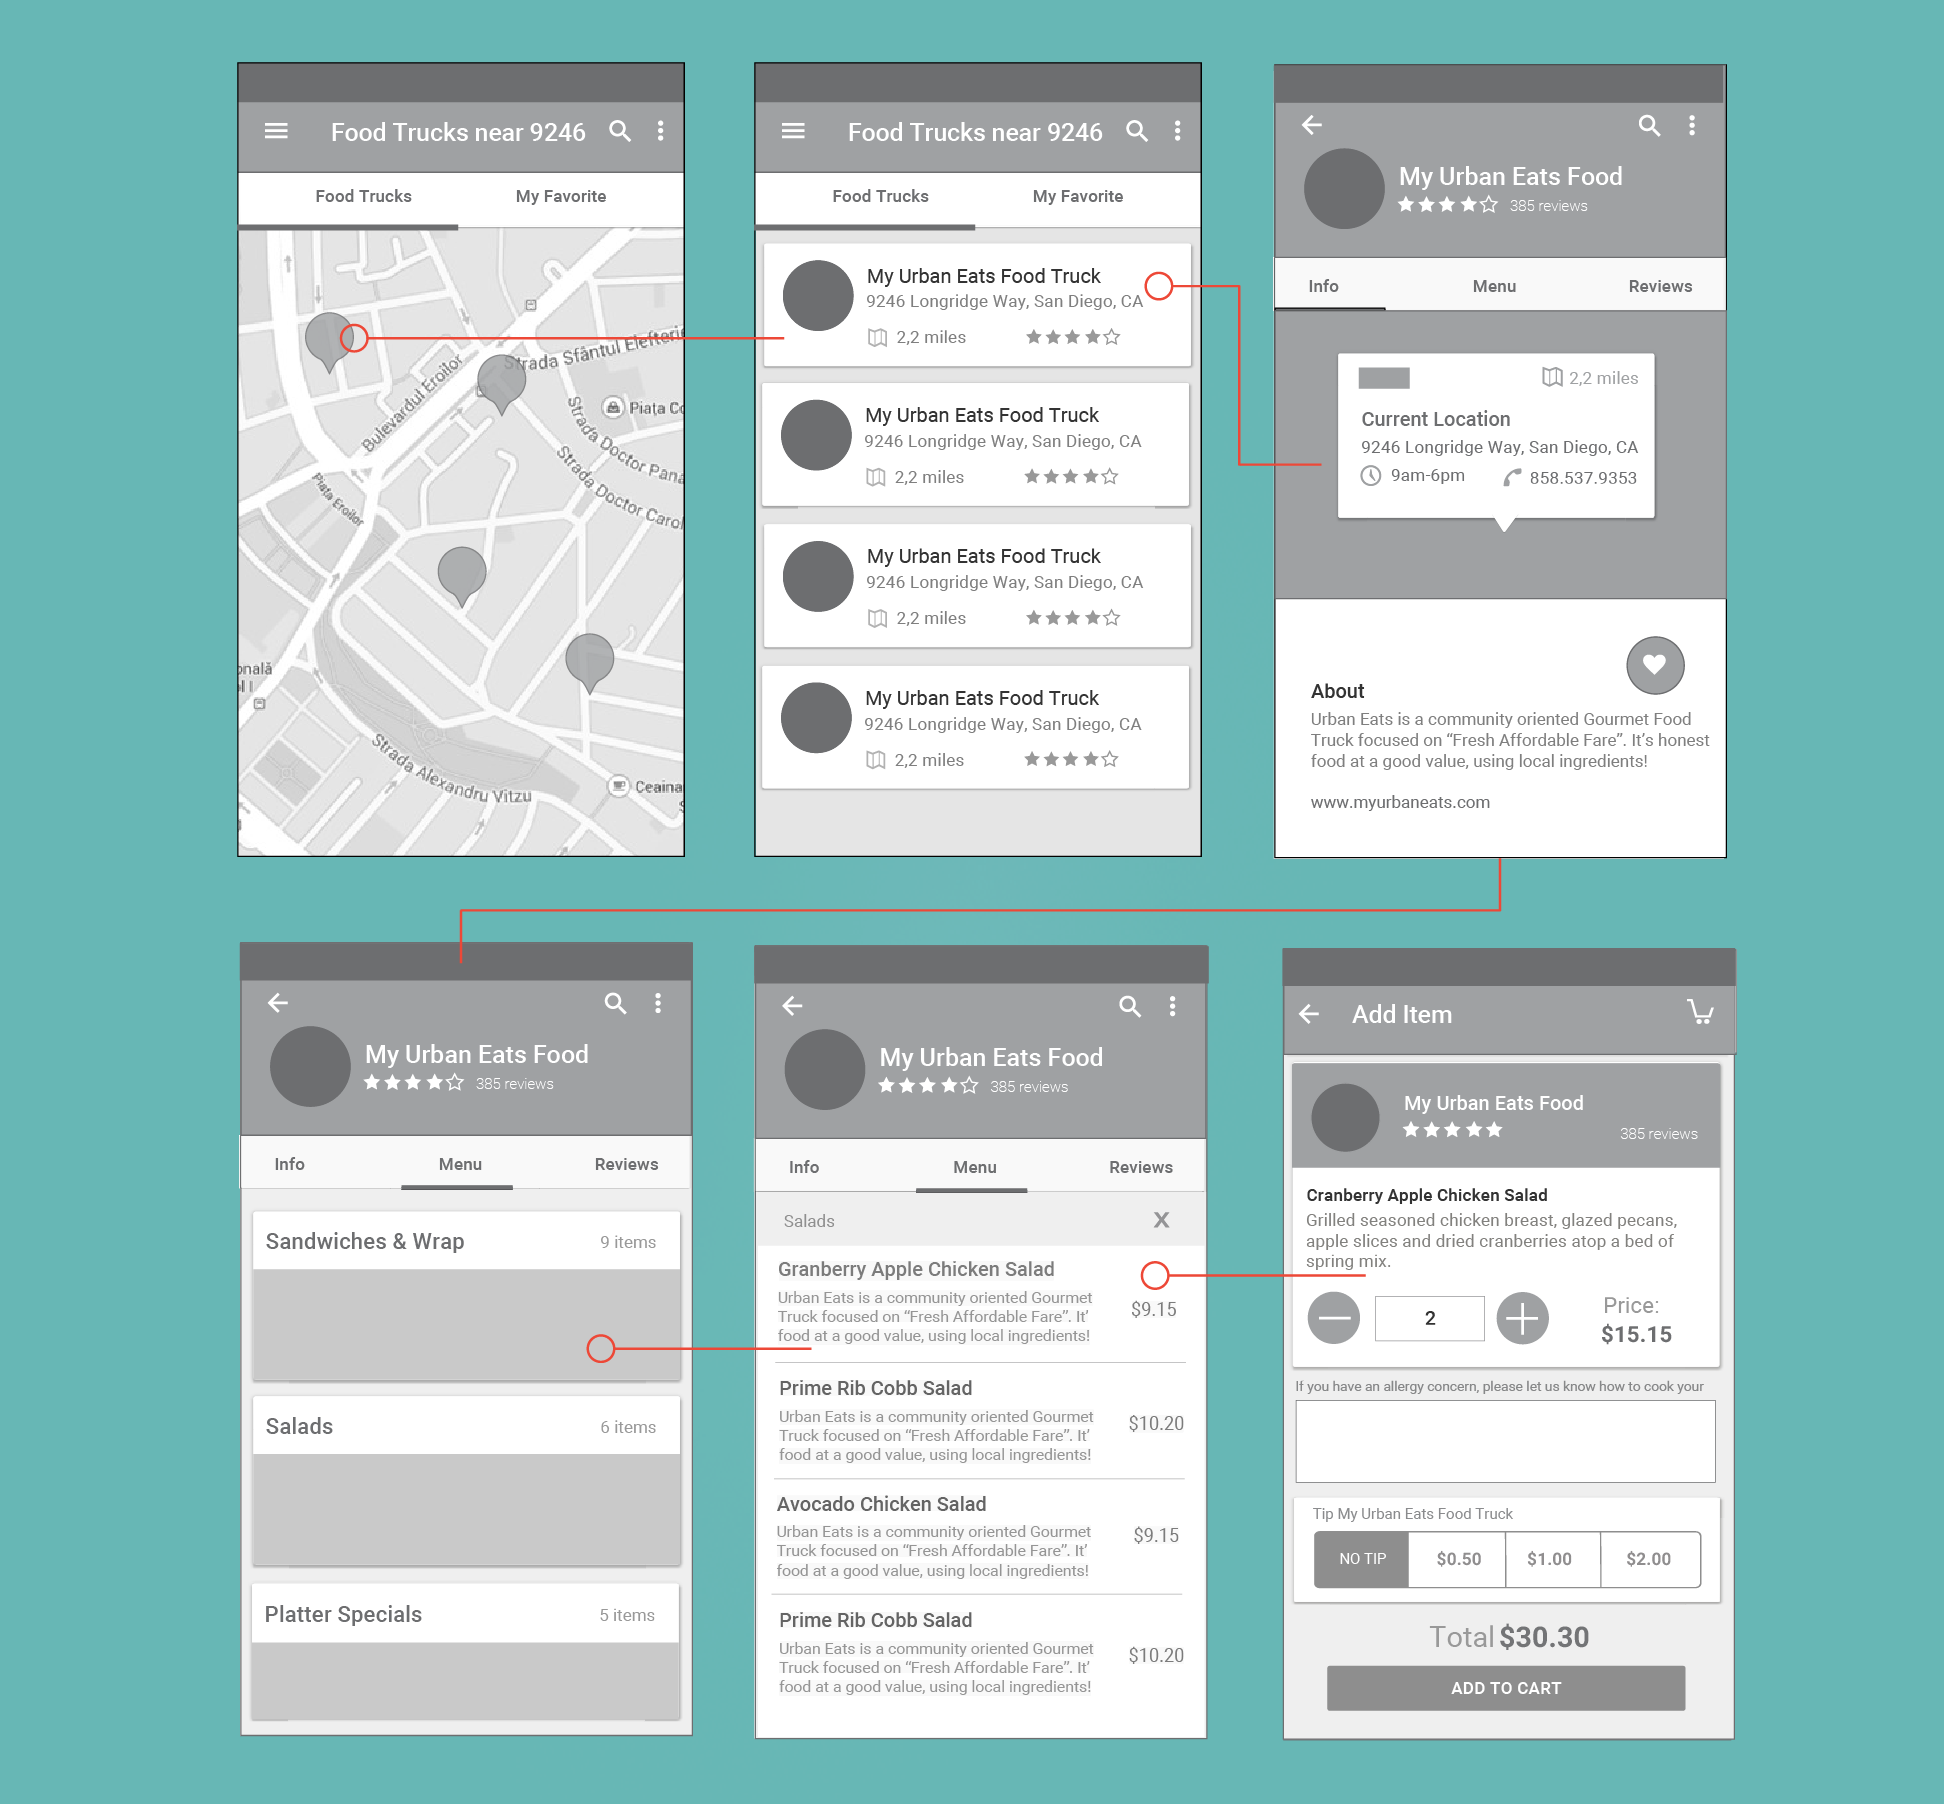 Food Trucks near 9246
Food Trucks
My Favorite
Strada Sfântul Elefterie
Bulevardul Eroilor
Piața Eroilor
Piața Co
Strada Doctor Pana
Strada Doctor Carol
onală
ol I
Strada Alexandru Vitzu
Ceaina
S
Food Trucks near 9246
Food Trucks
My Favorite
My Urban Eats Food Truck
9246 Longridge Way, San Diego, CA
2,2 miles
My Urban Eats Food Truck
9246 Longridge Way, San Diego, CA
2,2 miles
My Urban Eats Food Truck
9246 Longridge Way, San Diego, CA
2,2 miles
My Urban Eats Food Truck
9246 Longridge Way, San Diego, CA
2,2 miles
My Urban Eats Food
385 reviews
Info
Menu
Reviews
2,2 miles
Current Location
9246 Longridge Way, San Diego, CA
9am-6pm
858.537.9353
About
Urban Eats is a community oriented Gourmet Food
Truck focused on “Fresh Affordable Fare”. It’s honest
food at a good value, using local ingredients!
www.myurbaneats.com
My Urban Eats Food
385 reviews
Info
Menu
Reviews
Sandwiches & Wrap
9 items
Salads
6 items
Platter Specials
5 items
My Urban Eats Food
385 reviews
Info
Menu
Reviews
Salads
X
Granberry Apple Chicken Salad
Urban Eats is a community oriented Gourmet
Truck focused on “Fresh Affordable Fare”. It’
food at a good value, using local ingredients!
$9.15
Prime Rib Cobb Salad
Urban Eats is a community oriented Gourmet
Truck focused on “Fresh Affordable Fare”. It’
food at a good value, using local ingredients!
$10.20
Avocado Chicken Salad
Urban Eats is a community oriented Gourmet
Truck focused on “Fresh Affordable Fare”. It’
food at a good value, using local ingredients!
$9.15
Prime Rib Cobb Salad
Urban Eats is a community oriented Gourmet
Truck focused on “Fresh Affordable Fare”. It’
food at a good value, using local ingredients!
$10.20
Add Item
My Urban Eats Food
385 reviews
Cranberry Apple Chicken Salad
Grilled seasoned chicken breast, glazed pecans,
apple slices and dried cranberries atop a bed of
spring mix.
2
Price:
$15.15
If you have an allergy concern, please let us know how to cook your
Tip My Urban Eats Food Truck
NO TIP
$0.50
$1.00
$2.00
Total $30.30
ADD TO CART